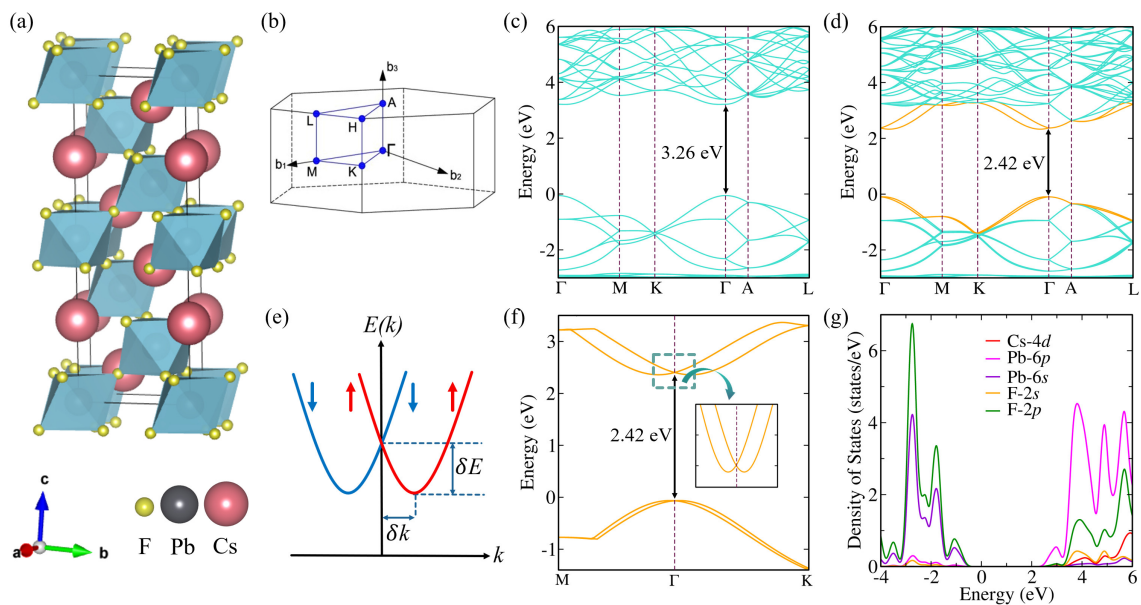 (a)
c
a
b
F Pb Cs
(b)
b₃
A
L
H
Γ
b₁
M
K
b₂
(c)
6
4
2
0
-2
Energy (eV)
3.26 eV
Γ M K Γ A L
(d)
6
4
2
0
-2
Energy (eV)
2.42 eV
Γ M K Γ A L
(e)
E(k)
δE
δk
k
(f)
3
2
1
0
-1
Energy (eV)
2.42 eV
M Γ K
(g)
6
4
2
0
Density of States (states/eV)
Cs-4d
Pb-6p
Pb-6s
F-2s
F-2p
-4 -2 0 2 4 6
Energy (eV)